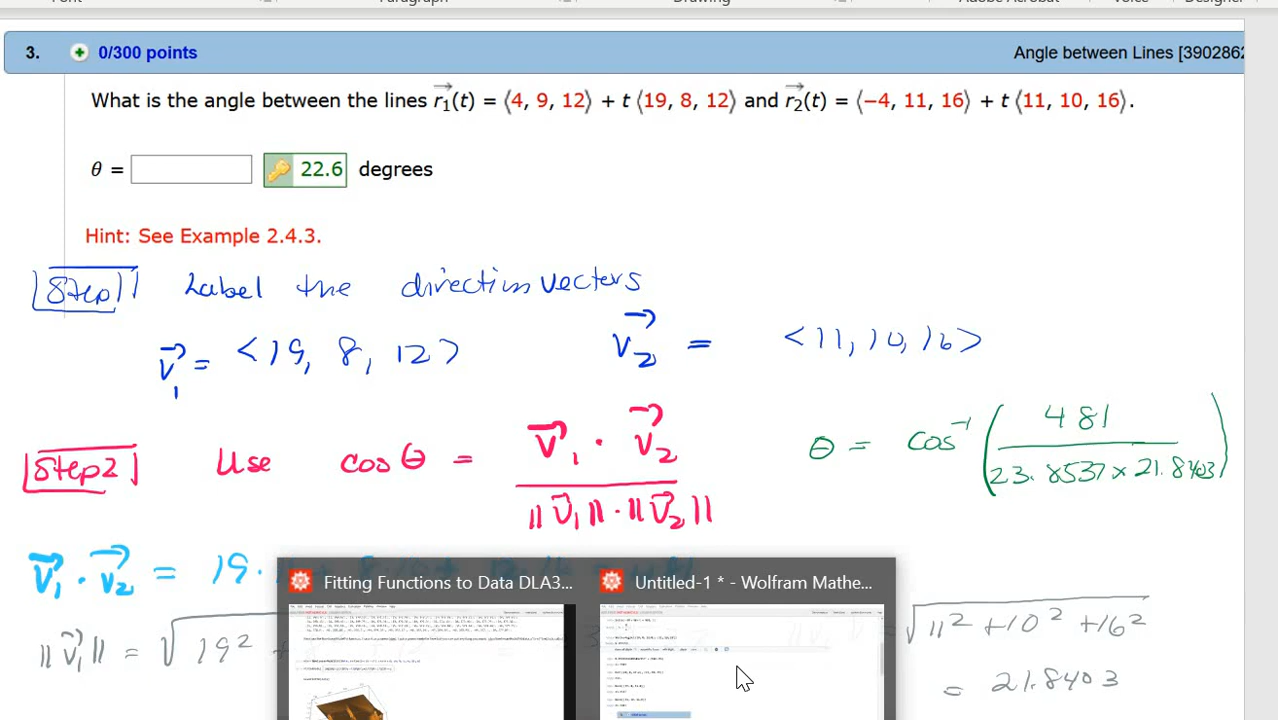 Font Paragraph Drawing Adobe Acrobat Voice Designer
3. 0/300 points Angle between Lines [3902862
What is the angle between the lines r₁(t) = ⟨4, 9, 12⟩ + t ⟨19, 8, 12⟩ and r₂(t) = ⟨−4, 11, 16⟩ + t ⟨11, 10, 16⟩.
θ = 22.6 degrees
Hint: See Example 2.4.3.
Step1 Label the direction vectors
v₁ = <19, 8, 12> v₂ = <11, 10, 16>
Step2 Use cos θ = v₁ · v₂ / ||v₁|| · ||v₂|| θ = cos⁻¹ (481 / 23.8537 × 21.8403)
v₁ · v₂ = 19.
Fitting Functions to Data DLA3... Untitled-1 * - Wolfram Mathe...
||v₁|| = √19² √11² + 10² + 16²
= 21.8403